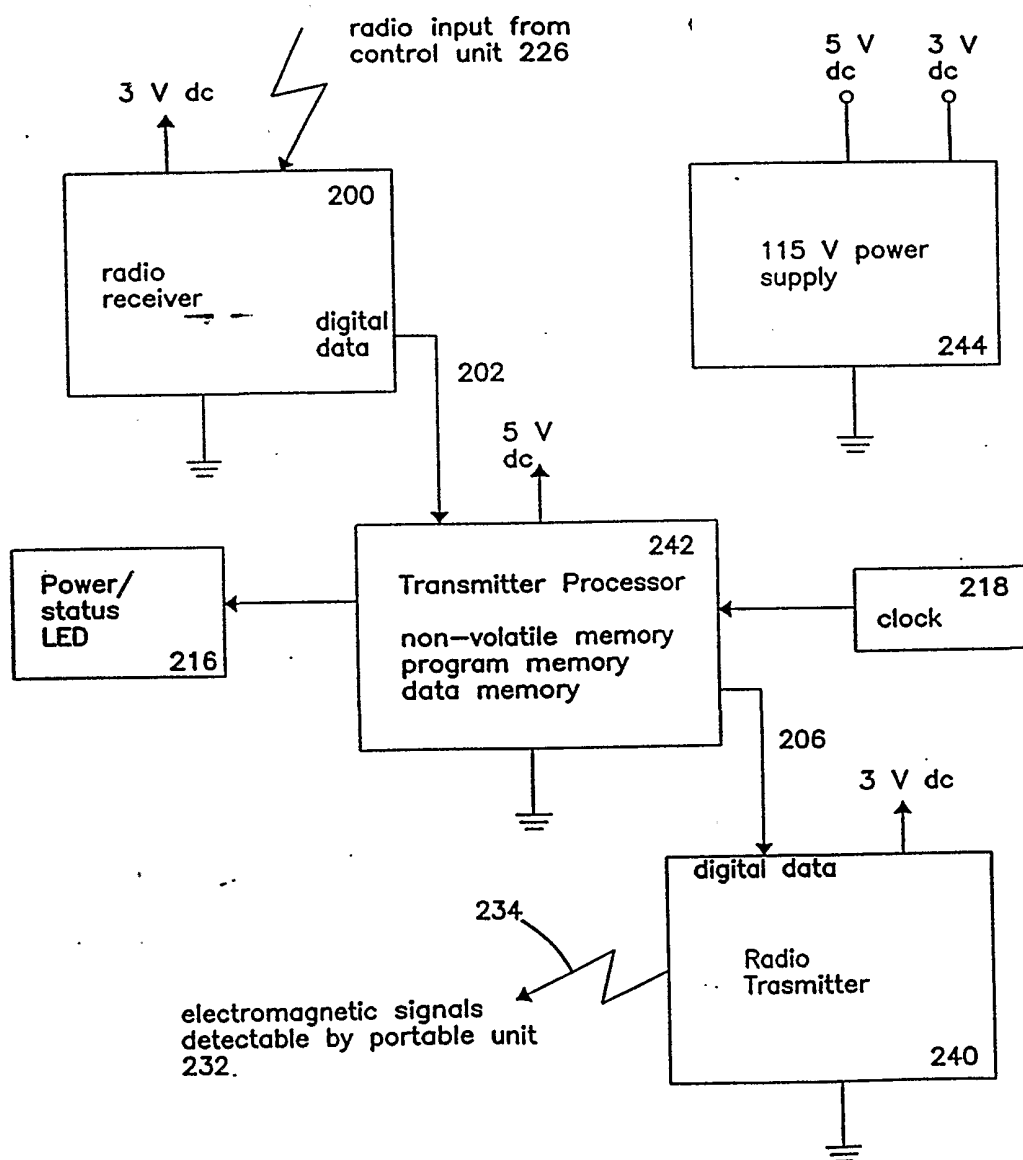 radio input from
control unit 226
5 V
dc
3 V
dc
3 V dc
200
radio
receiver
digital
data
115 V power
supply
244
202
5 V
dc
242
Transmitter Processor
non-volatile memory
program memory
data memory
Power/
status
LED
216
218
clock
206
3 V dc
digital data
234
Radio
Trasmitter
240
electromagnetic signals
detectable by portable unit
232.